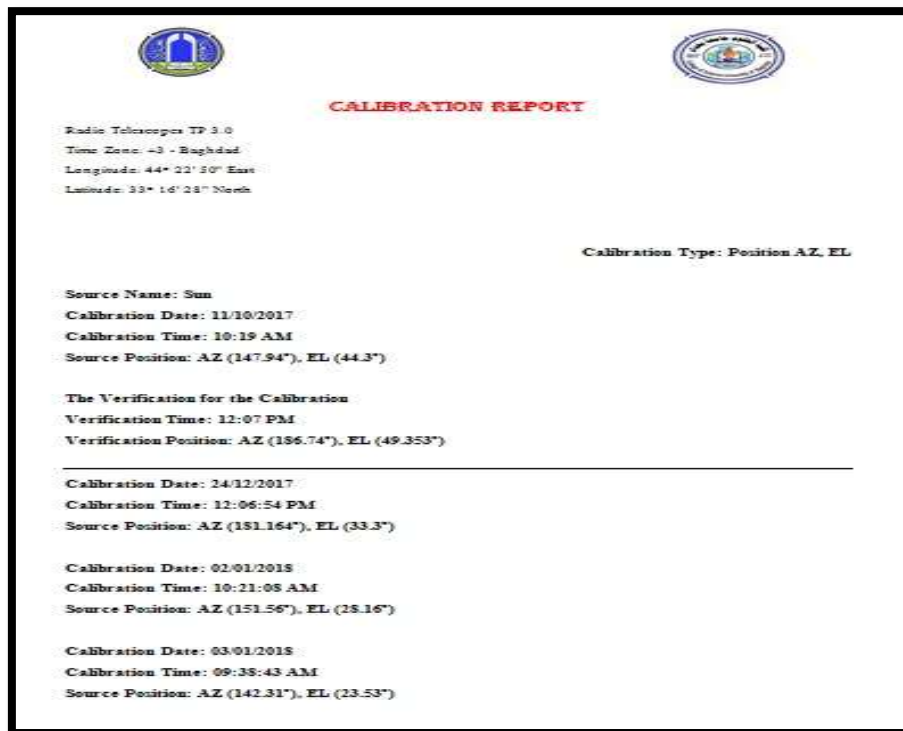 CALIBRATION REPORT
Radio Telescopes TP 3.0
Time Zone: +3 - Baghdad
Longitude: 44° 22' 50" East
Latitude: 33° 16' 28" North
Calibration Type: Position AZ, EL
Source Name: Sun
Calibration Date: 11/10/2017
Calibration Time: 10:19 AM
Source Position: AZ (147.94°), EL (44.3°)
The Verification for the Calibration
Verification Time: 12:07 PM
Verification Position: AZ (186.74°), EL (49.353°)
Calibration Date: 24/12/2017
Calibration Time: 12:06:54 PM
Source Position: AZ (181.164°), EL (33.3°)
Calibration Date: 02/01/2018
Calibration Time: 10:21:08 AM
Source Position: AZ (151.56°), EL (28.16°)
Calibration Date: 03/01/2018
Calibration Time: 09:38:43 AM
Source Position: AZ (142.31°), EL (23.53°)